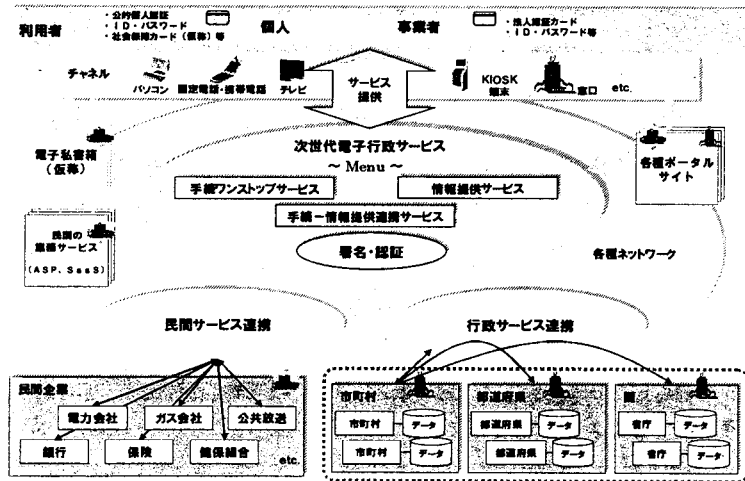 利用者
・公的個人認証
・ID・パスワード
・社会保障カード（仮称）等
個人
事業者
・法人認証カード
・ID・パスワード等
チャネル
パソコン
固定電話・携帯電話
テレビ
サービス
提供
KIOSK
端末
窓口
etc.
電子私書箱
（仮称）
次世代電子行政サービス
～ Menu ～
手続ワンストップサービス
情報提供サービス
手続－情報提供連携サービス
署名・認証
各種ポータル
サイト
民間の
業務サービス
（ASP、SaaS）
各種ネットワーク
民間サービス連携
行政サービス連携
民間企業
電力会社
ガス会社
公共放送
銀行
保険
健保組合
etc.
市町村
市町村
データ
市町村
データ
都道府県
都道府県
データ
都道府県
データ
国
省庁
データ
省庁
データ